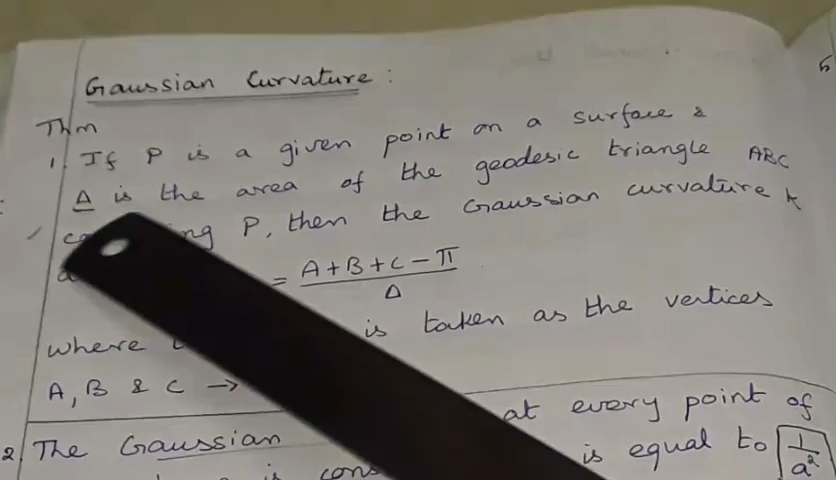 Gaussian Curvature :
Thm
1. If P is a given point on a surface &
Δ is the area of the geodesic triangle ABC
P, then the Gaussian curvature K
= A + B + C - π / Δ
where is taken as the vertices
A, B & C →
2. The Gaussian at every point of
is is equal to 1/a²